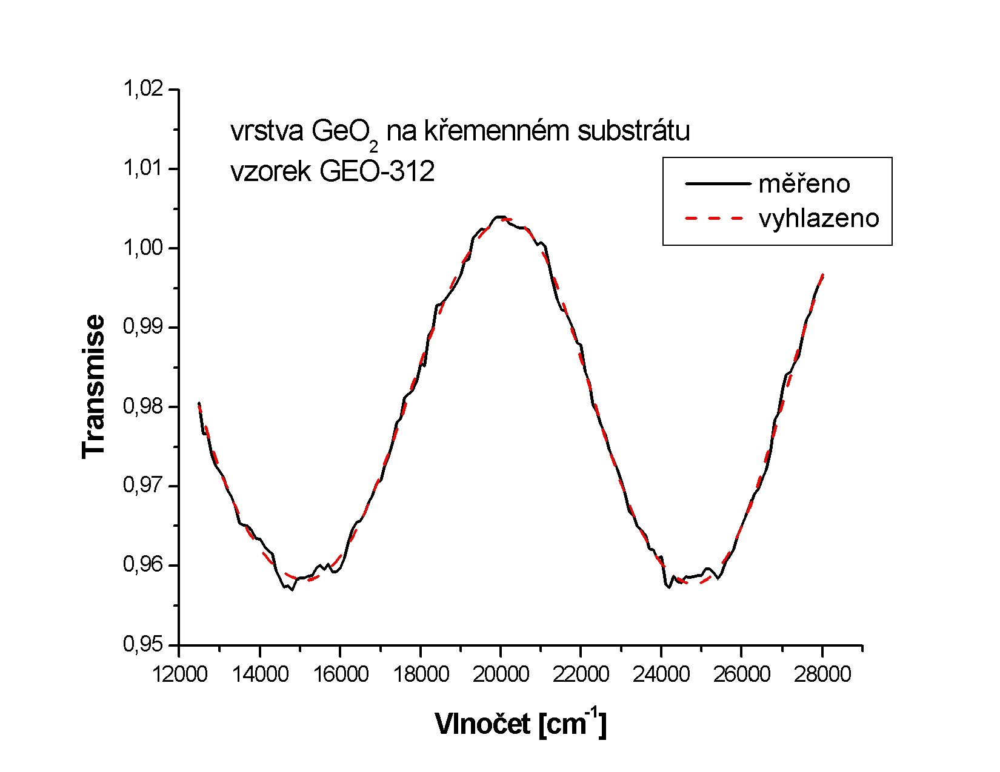 1,02
1,01
1,00
0,99
0,98
0,97
0,96
0,95
Transmise
vrstva GeO2 na křemenném substrátu
vzorek GEO-312
měřeno
vyhlazeno
12000 14000 16000 18000 20000 22000 24000 26000 28000
Vlnočet [cm-1]